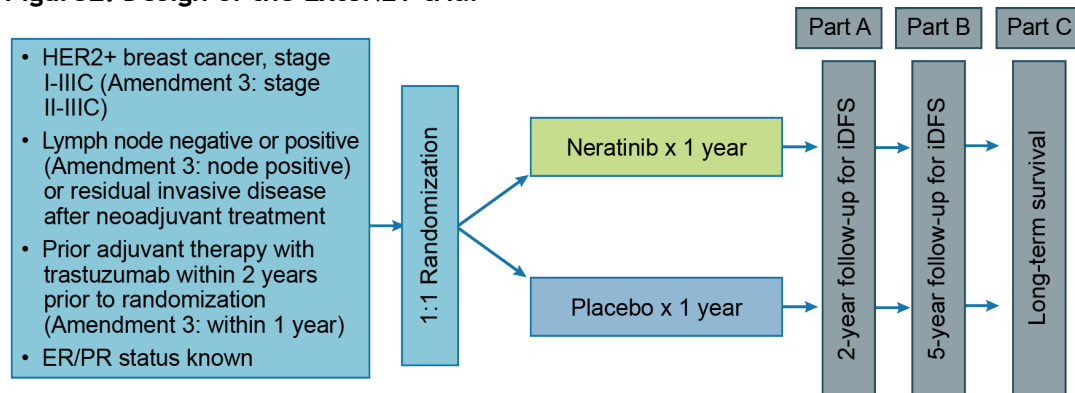 Part A
Part B
Part C
• HER2+ breast cancer, stage
I-IIIC (Amendment 3: stage
II-IIIC)
• Lymph node negative or positive
(Amendment 3: node positive)
or residual invasive disease
after neoadjuvant treatment
• Prior adjuvant therapy with
trastuzumab within 2 years
prior to randomization
(Amendment 3: within 1 year)
• ER/PR status known
1:1 Randomization
Neratinib x 1 year
Placebo x 1 year
2-year follow-up for iDFS
5-year follow-up for iDFS
Long-term survival